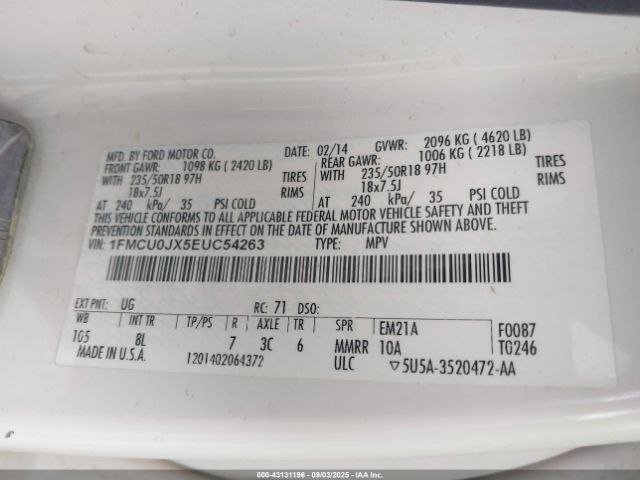 MFD. BY FORD MOTOR CO. DATE: 02/14 GVWR: 2096 KG ( 4620 LB)
FRONT GAWR: 1098 KG ( 2420 LB) REAR GAWR: 1006 KG ( 2218 LB)
WITH 235/50R18 97H TIRES WITH 235/50R18 97H TIRES
18x7.5J RIMS 18x7.5J RIMS
AT 240 kPa/ 35 PSI COLD AT 240 kPa/ 35 PSI COLD
THIS VEHICLE CONFORMS TO ALL APPLICABLE FEDERAL MOTOR VEHICLE SAFETY AND THEFT
PREVENTION STANDARDS IN EFFECT ON THE DATE OF MANUFACTURE SHOWN ABOVE.
VIN: 1FMCU0JX5EUC54263 TYPE: MPV
EXT PNT: UG RC: 71 DSO:
WB INT TR TP/PS R AXLE TR SPR EM21A F0087
105 8L 7 3C 6 MMRR 10A T0246
MADE IN U.S.A. 1201402064372 ULC ▽5U5A-3520472-AA
000-43131196 - 09/03/2025 - IAAI.COM